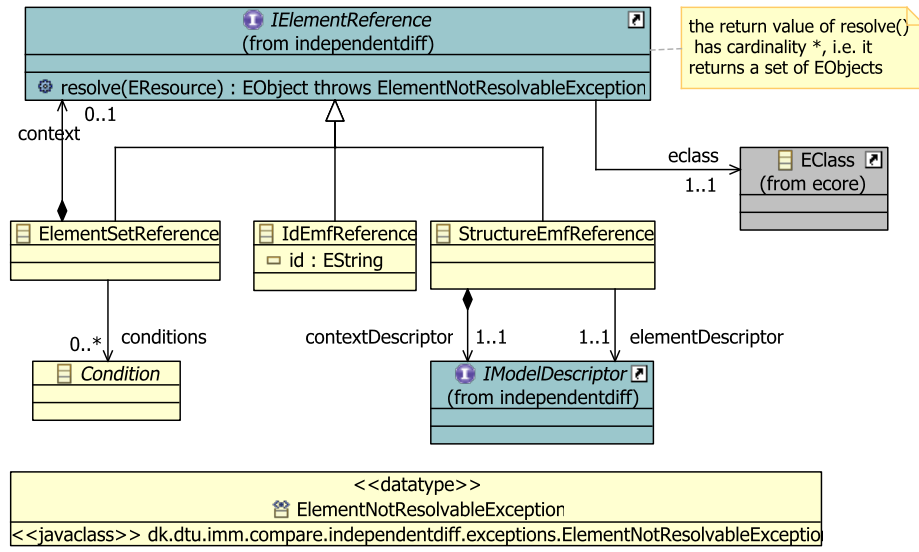 IElementReference
(from independentdiff)
resolve(EResource) : EObject throws ElementNotResolvableException
the return value of resolve()
has cardinality *, i.e. it
returns a set of EObjects
0..1
context
eclass
1..1
EClass
(from ecore)
ElementSetReference
IdEmfReference
id : EString
StructureEmfReference
0..*
conditions
contextDescriptor
1..1
1..1
elementDescriptor
Condition
IModelDescriptor
(from independentdiff)
<<datatype>>
ElementNotResolvableException
<<javaclass>> dk.dtu.imm.compare.independentdiff.exceptions.ElementNotResolvableException